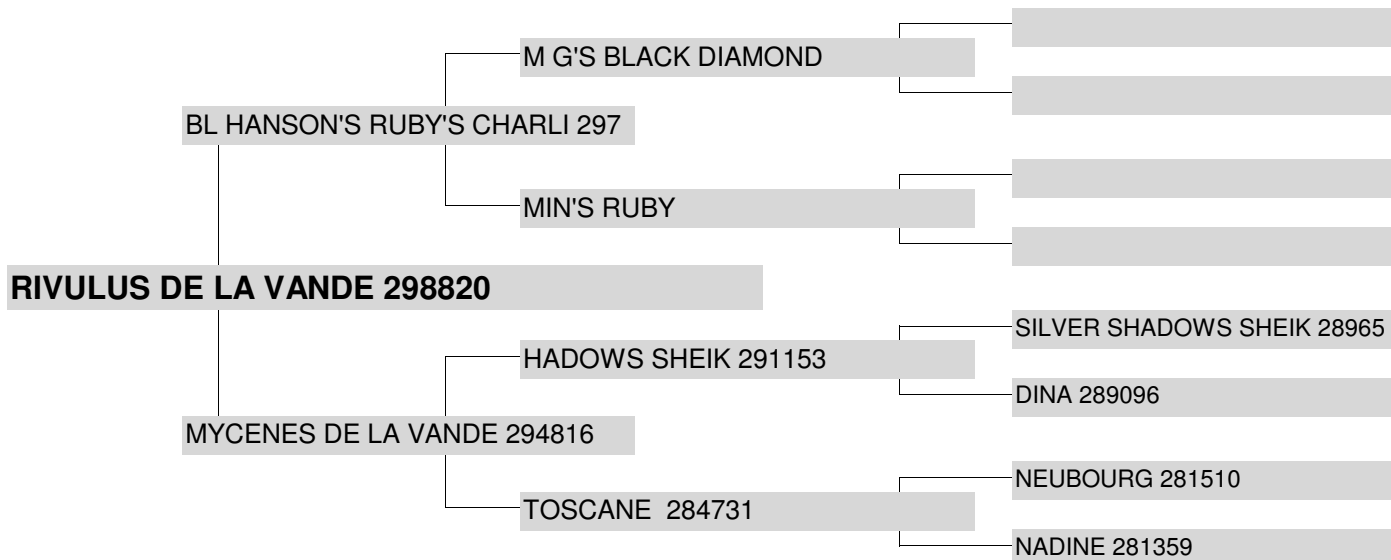 M G'S BLACK DIAMOND
BL HANSON'S RUBY'S CHARLI 297
MIN'S RUBY
RIVULUS DE LA VANDE 298820
SILVER SHADOWS SHEIK 28965
HADOWS SHEIK 291153
DINA 289096
MYCENES DE LA VANDE 294816
NEUBOURG 281510
TOSCANE 284731
NADINE 281359